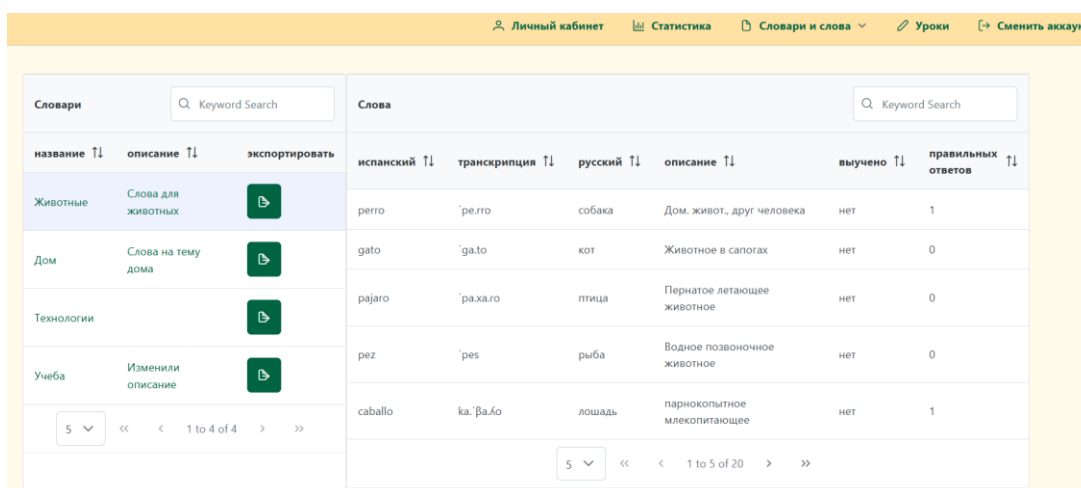 Личный кабинет Статистика Словари и слова Уроки Сменить аккаун
Словари Keyword Search
название описание экспортировать
Животные Слова для
животных
Дом Слова на тему
дома
Технологии
Учеба Изменили
описание
5 1 to 4 of 4
Слова Keyword Search
испанский транскрипция русский описание выучено правильных
ответов
perro ˈpe.rro собака Дом. живот., друг человека нет 1
gato ˈga.to кот Животное в сапогах нет 0
pajaro ˈpa.xa.ro птица Пернатое летающее
животное нет 0
pez ˈpes рыба Водное позвоночное
животное нет 0
caballo ka.ˈβa.ʎo лошадь парнокопытное
млекопитающее нет 1
5 1 to 5 of 20